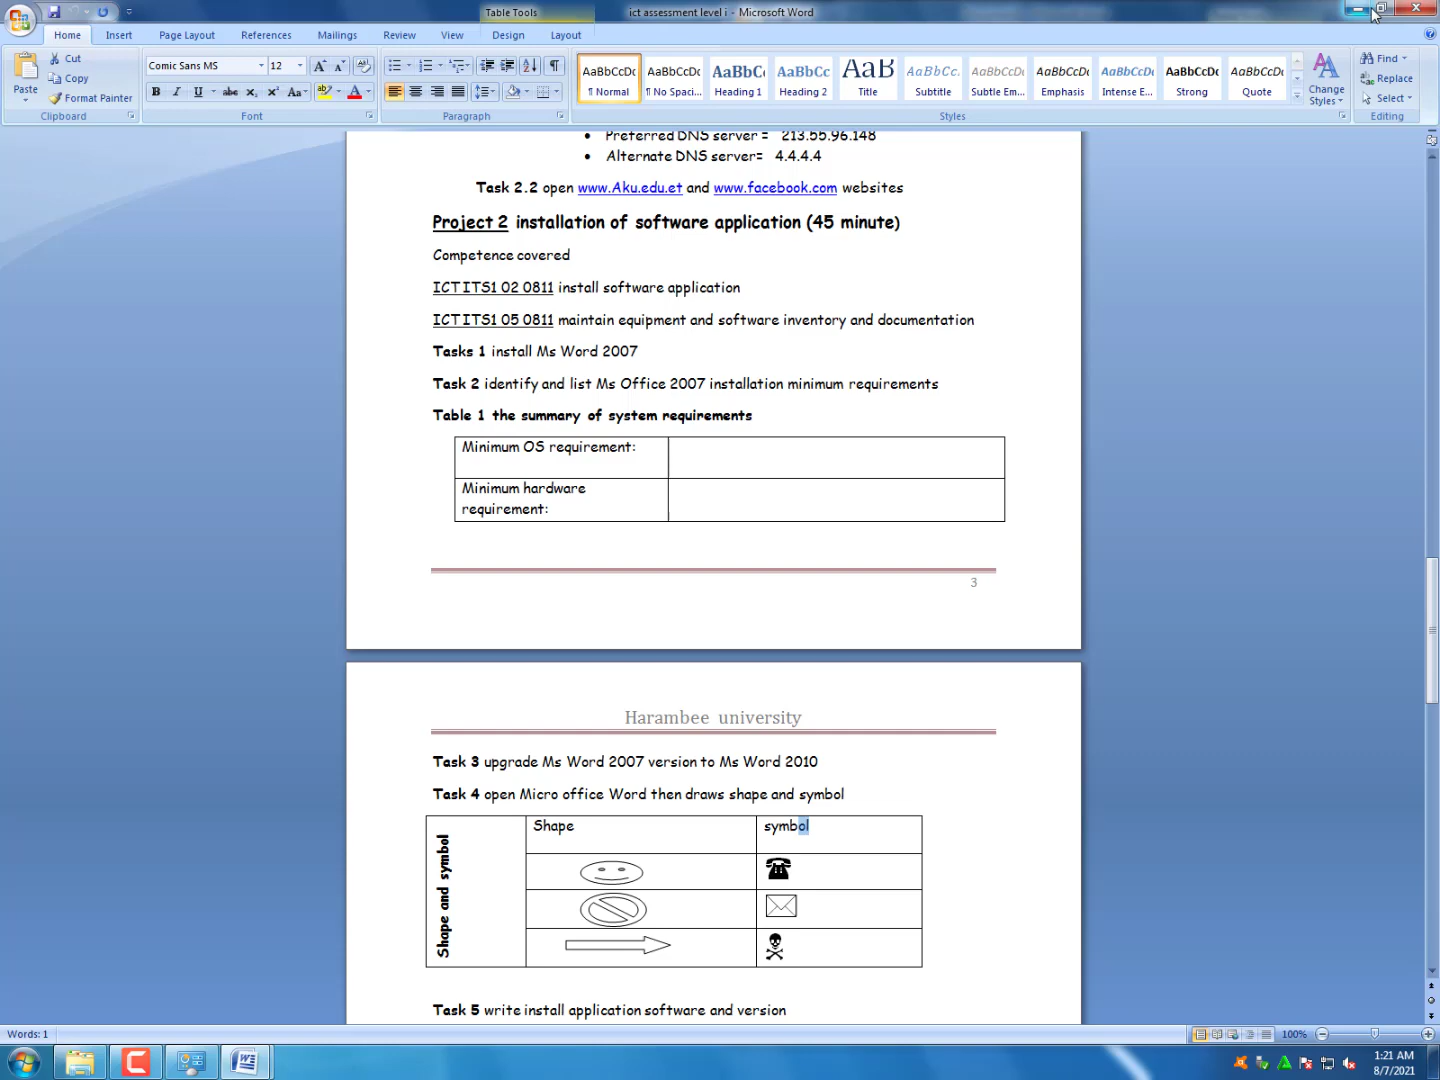 Table Tools
ict assessment level i - Microsoft Word
Home Insert Page Layout References Mailings Review View Design Layout
Paste
Cut
Copy
Format Painter
Clipboard
Comic Sans MS 12
Font
Paragraph
AaBbCcDc AaBbCcDc AaBbC AaBbCc AaB AaBbCc. AaBbCcDc AaBbCcDc AaBbCcDc AaBbCcDc AaBbCcDc
¶ Normal ¶ No Spaci... Heading 1 Heading 2 Title Subtitle Subtle Em... Emphasis Intense E... Strong Quote
Change Styles
Styles
Find
Replace
Select
Editing
• Preferred DNS server = 213.55.96.148
• Alternate DNS server= 4.4.4.4
Task 2.2 open www.Aku.edu.et and www.facebook.com websites
Project 2 installation of software application (45 minute)
Competence covered
ICT ITS1 02 0811 install software application
ICT ITS1 05 0811 maintain equipment and software inventory and documentation
Tasks 1 install Ms Word 2007
Task 2 identify and list Ms Office 2007 installation minimum requirements
Table 1 the summary of system requirements
Minimum OS requirement:
Minimum hardware
requirement:
3
Harambee university
Task 3 upgrade Ms Word 2007 version to Ms Word 2010
Task 4 open Micro office Word then draws shape and symbol
Shape and symbol
Shape symbol
Task 5 write install application software and version
Words: 1
100%
1:21 AM
8/7/2021